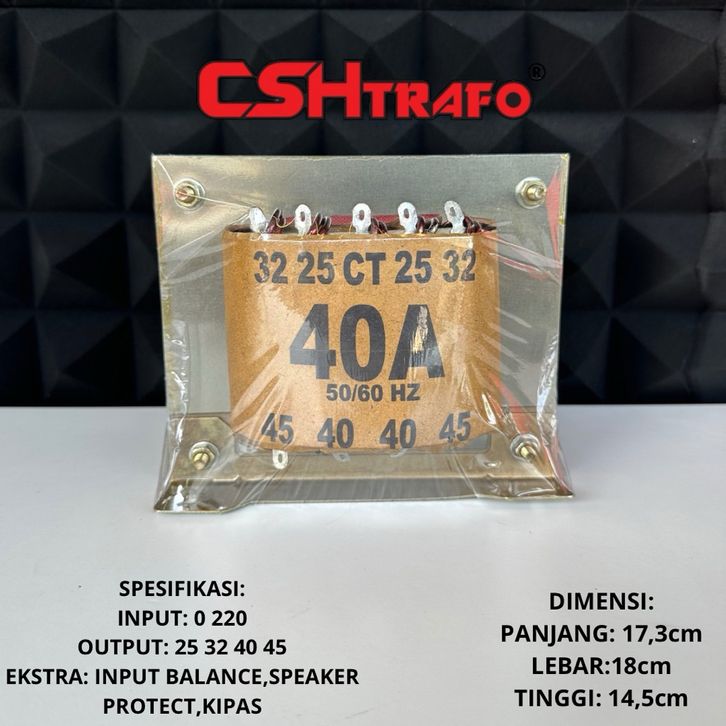 CSHTRAFO®
32 25 CT 25 32
40A
50/60 HZ
45 40 40 45
SPESIFIKASI:
INPUT: 0 220
OUTPUT: 25 32 40 45
EKSTRA: INPUT BALANCE,SPEAKER
PROTECT,KIPAS
DIMENSI:
PANJANG: 17,3cm
LEBAR:18cm
TINGGI: 14,5cm